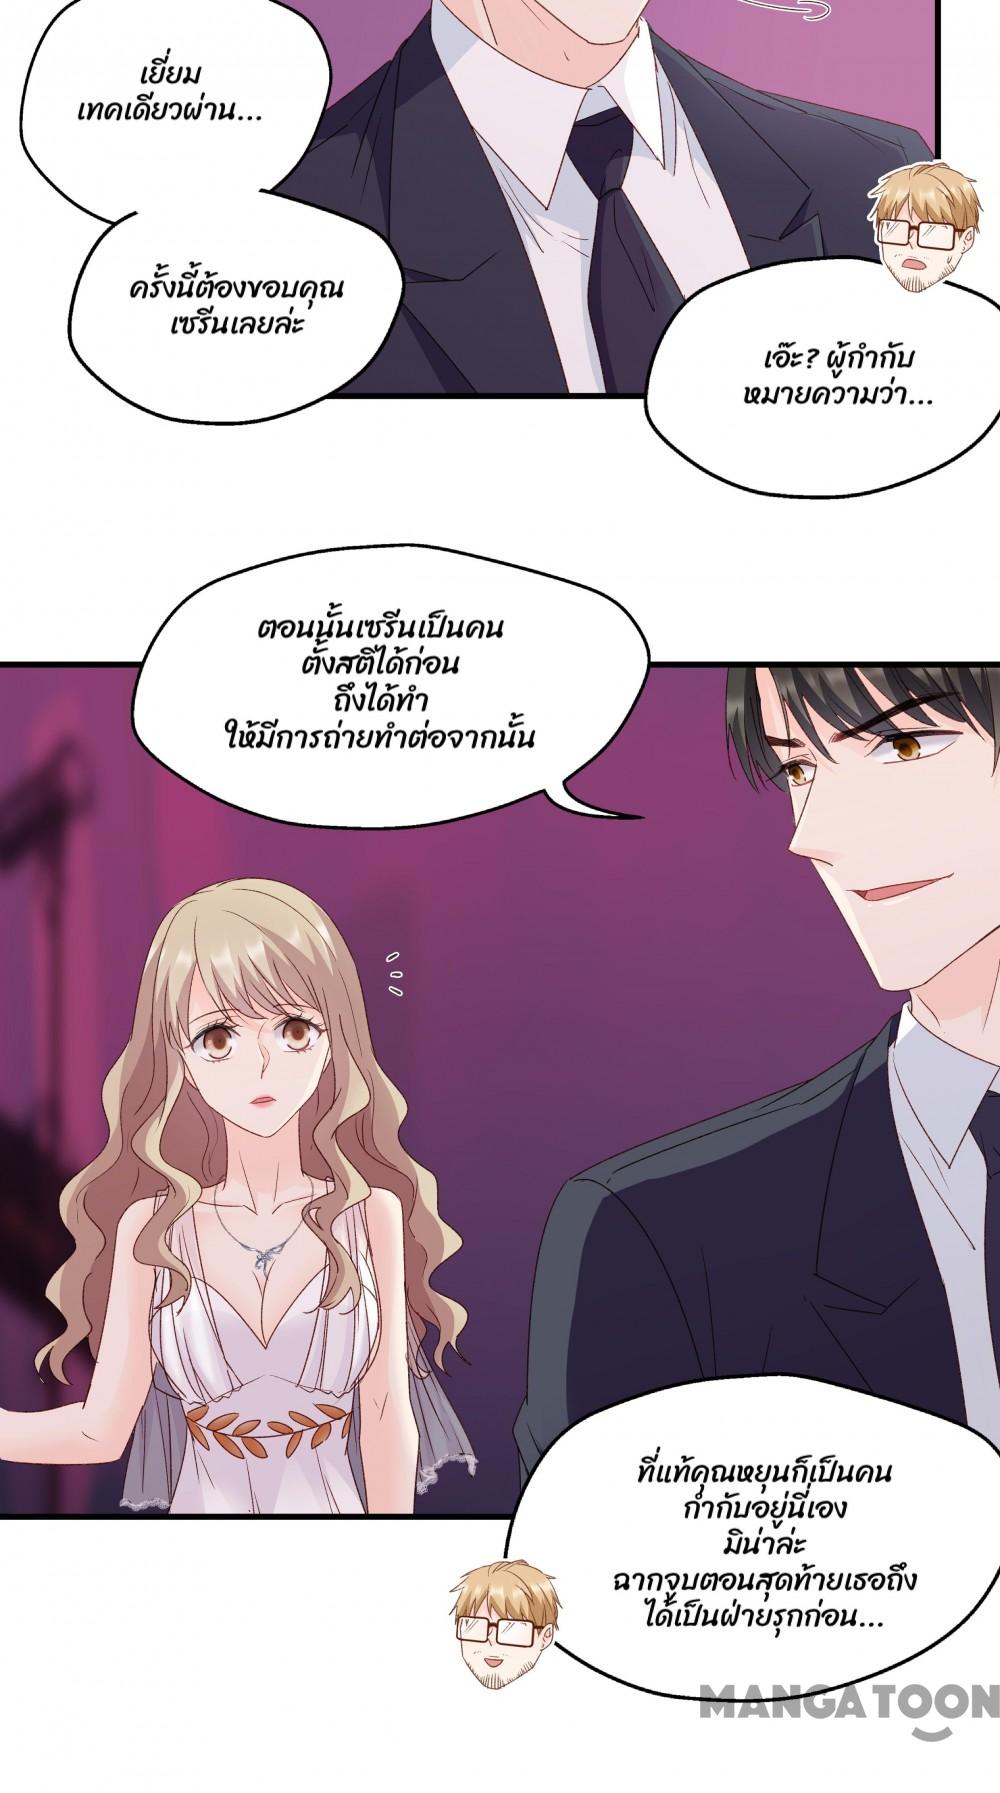 เยี่ยม
เทคเดียวผ่าน...
ครั้งนี้ต้องขอบคุณ
เซรีนเลยล่ะ
เอ๊ะ? ผู้กำกับ
หมายความว่า...
ตอนนั้นเซรีนเป็นคน
ตั้งสติได้ก่อน
ถึงได้ทำ
ให้มีการถ่ายทำต่อจากนั้น
ที่แท้คุณหยุนก็เป็นคน
กำกับอยู่นี่เอง
มิน่าล่ะ
ฉากจูบตอนสุดท้ายเธอถึง
ได้เป็นฝ่ายรุกก่อน...
MANGATOON